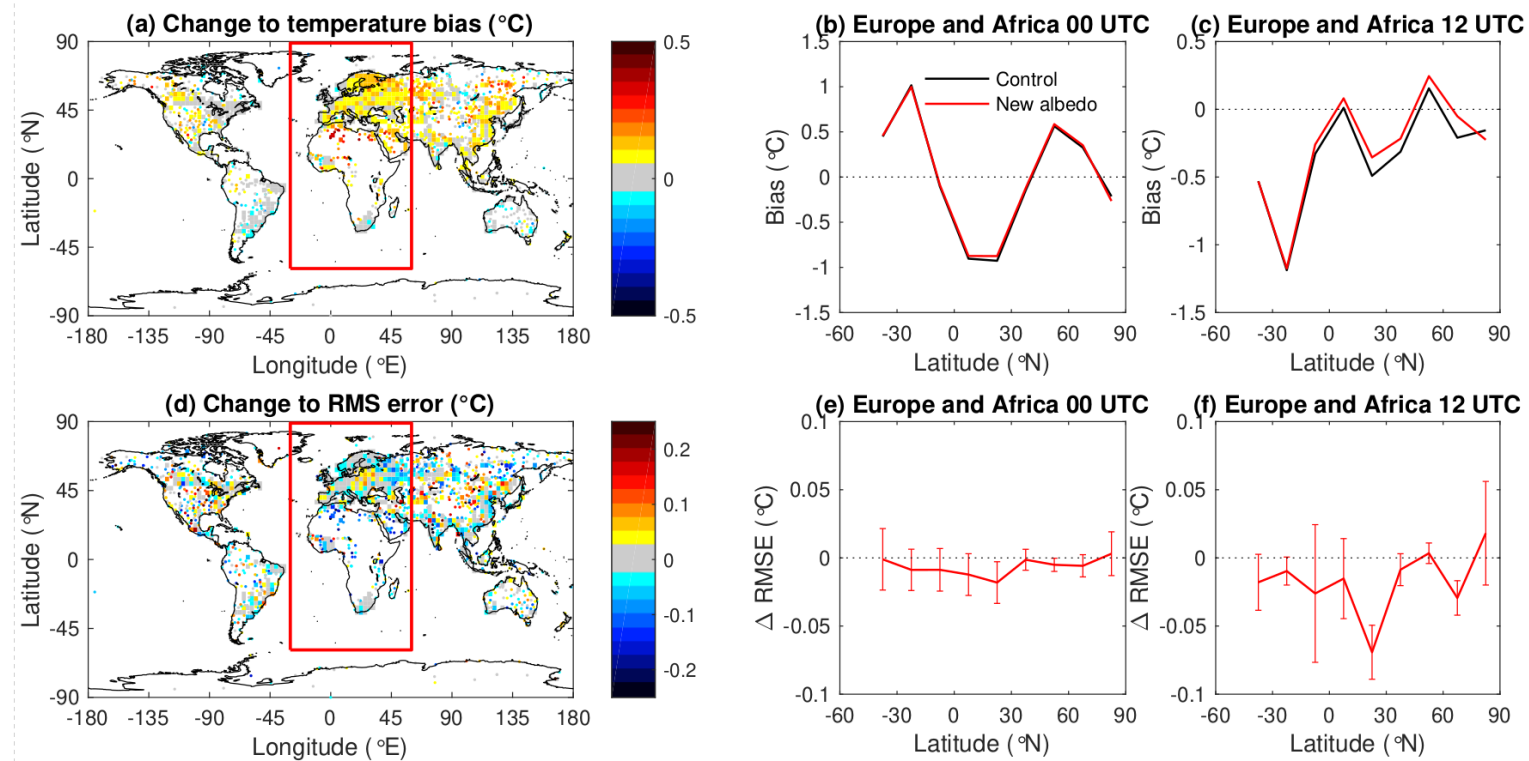 (a) Change to temperature bias (°C)
90
45
0
-45
-90
Latitude (°N)
-180 -135 -90 -45 0 45 90 135 180
Longitude (°E)
0.5
0
-0.5
(b) Europe and Africa 00 UTC
1.5
1
0.5
0
-0.5
-1
-1.5
Bias (°C)
Control
New albedo
-60 -30 0 30 60 90
Latitude (°N)
(c) Europe and Africa 12 UTC
0.5
0
-0.5
-1
-1.5
Bias (°C)
-60 -30 0 30 60 90
Latitude (°N)
(d) Change to RMS error (°C)
90
45
0
-45
-90
Latitude (°N)
-180 -135 -90 -45 0 45 90 135 180
Longitude (°E)
0.2
0.1
0
-0.1
-0.2
(e) Europe and Africa 00 UTC
0.1
0.05
0
-0.05
-0.1
Δ RMSE (°C)
-60 -30 0 30 60 90
Latitude (°N)
(f) Europe and Africa 12 UTC
0.1
0.05
0
-0.05
-0.1
Δ RMSE (°C)
-60 -30 0 30 60 90
Latitude (°N)